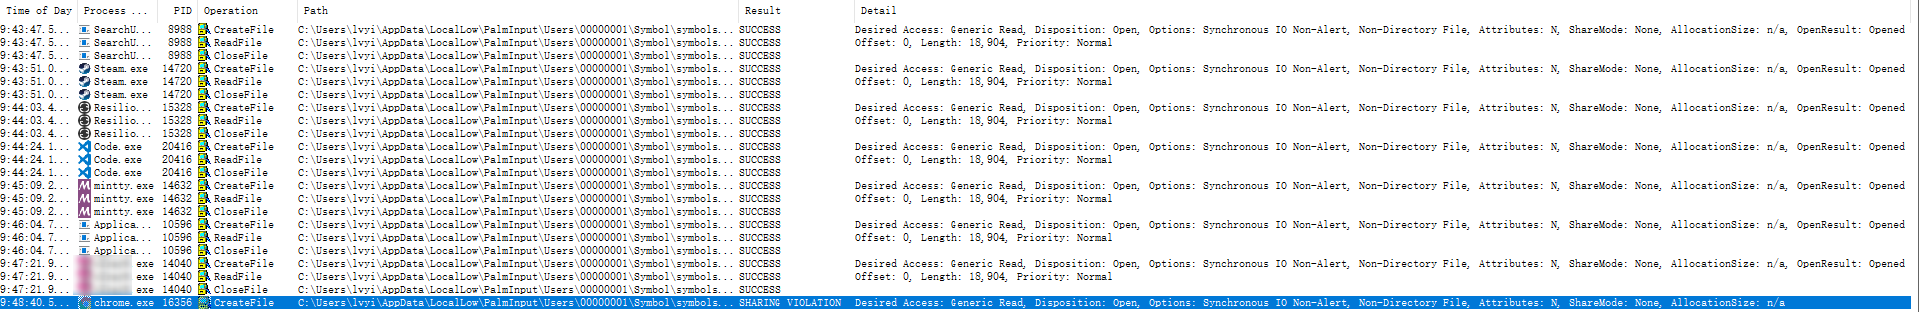 Time of Day Process ... PID Operation Path Result Detail
9:43:47.5... SearchU... 8988 CreateFile C:\Users\lvyi\AppData\LocalLow\PalmInput\Users\00000001\Symbol\symbols... SUCCESS Desired Access: Generic Read, Disposition: Open, Options: Synchronous IO Non-Alert, Non-Directory File, Attributes: N, ShareMode: None, AllocationSize: n/a, OpenResult: Opened
9:43:47.5... SearchU... 8988 ReadFile C:\Users\lvyi\AppData\LocalLow\PalmInput\Users\00000001\Symbol\symbols... SUCCESS Offset: 0, Length: 18,904, Priority: Normal
9:43:47.5... SearchU... 8988 CloseFile C:\Users\lvyi\AppData\LocalLow\PalmInput\Users\00000001\Symbol\symbols... SUCCESS
9:43:51.0... Steam.exe 14720 CreateFile C:\Users\lvyi\AppData\LocalLow\PalmInput\Users\00000001\Symbol\symbols... SUCCESS Desired Access: Generic Read, Disposition: Open, Options: Synchronous IO Non-Alert, Non-Directory File, Attributes: N, ShareMode: None, AllocationSize: n/a, OpenResult: Opened
9:43:51.0... Steam.exe 14720 ReadFile C:\Users\lvyi\AppData\LocalLow\PalmInput\Users\00000001\Symbol\symbols... SUCCESS Offset: 0, Length: 18,904, Priority: Normal
9:43:51.0... Steam.exe 14720 CloseFile C:\Users\lvyi\AppData\LocalLow\PalmInput\Users\00000001\Symbol\symbols... SUCCESS
9:44:03.4... Resilio... 15328 CreateFile C:\Users\lvyi\AppData\LocalLow\PalmInput\Users\00000001\Symbol\symbols... SUCCESS Desired Access: Generic Read, Disposition: Open, Options: Synchronous IO Non-Alert, Non-Directory File, Attributes: N, ShareMode: None, AllocationSize: n/a, OpenResult: Opened
9:44:03.4... Resilio... 15328 ReadFile C:\Users\lvyi\AppData\LocalLow\PalmInput\Users\00000001\Symbol\symbols... SUCCESS Offset: 0, Length: 18,904, Priority: Normal
9:44:03.4... Resilio... 15328 CloseFile C:\Users\lvyi\AppData\LocalLow\PalmInput\Users\00000001\Symbol\symbols... SUCCESS
9:44:24.1... Code.exe 20416 CreateFile C:\Users\lvyi\AppData\LocalLow\PalmInput\Users\00000001\Symbol\symbols... SUCCESS Desired Access: Generic Read, Disposition: Open, Options: Synchronous IO Non-Alert, Non-Directory File, Attributes: N, ShareMode: None, AllocationSize: n/a, OpenResult: Opened
9:44:24.1... Code.exe 20416 ReadFile C:\Users\lvyi\AppData\LocalLow\PalmInput\Users\00000001\Symbol\symbols... SUCCESS Offset: 0, Length: 18,904, Priority: Normal
9:44:24.1... Code.exe 20416 CloseFile C:\Users\lvyi\AppData\LocalLow\PalmInput\Users\00000001\Symbol\symbols... SUCCESS
9:45:09.2... mintty.exe 14632 CreateFile C:\Users\lvyi\AppData\LocalLow\PalmInput\Users\00000001\Symbol\symbols... SUCCESS Desired Access: Generic Read, Disposition: Open, Options: Synchronous IO Non-Alert, Non-Directory File, Attributes: N, ShareMode: None, AllocationSize: n/a, OpenResult: Opened
9:45:09.2... mintty.exe 14632 ReadFile C:\Users\lvyi\AppData\LocalLow\PalmInput\Users\00000001\Symbol\symbols... SUCCESS Offset: 0, Length: 18,904, Priority: Normal
9:45:09.2... mintty.exe 14632 CloseFile C:\Users\lvyi\AppData\LocalLow\PalmInput\Users\00000001\Symbol\symbols... SUCCESS
9:46:04.7... Applica... 10596 CreateFile C:\Users\lvyi\AppData\LocalLow\PalmInput\Users\00000001\Symbol\symbols... SUCCESS Desired Access: Generic Read, Disposition: Open, Options: Synchronous IO Non-Alert, Non-Directory File, Attributes: N, ShareMode: None, AllocationSize: n/a, OpenResult: Opened
9:46:04.7... Applica... 10596 ReadFile C:\Users\lvyi\AppData\LocalLow\PalmInput\Users\00000001\Symbol\symbols... SUCCESS Offset: 0, Length: 18,904, Priority: Normal
9:46:04.7... Applica... 10596 CloseFile C:\Users\lvyi\AppData\LocalLow\PalmInput\Users\00000001\Symbol\symbols... SUCCESS
9:47:21.9... .exe 14040 CreateFile C:\Users\lvyi\AppData\LocalLow\PalmInput\Users\00000001\Symbol\symbols... SUCCESS Desired Access: Generic Read, Disposition: Open, Options: Synchronous IO Non-Alert, Non-Directory File, Attributes: N, ShareMode: None, AllocationSize: n/a, OpenResult: Opened
9:47:21.9... .exe 14040 ReadFile C:\Users\lvyi\AppData\LocalLow\PalmInput\Users\00000001\Symbol\symbols... SUCCESS Offset: 0, Length: 18,904, Priority: Normal
9:47:21.9... .exe 14040 CloseFile C:\Users\lvyi\AppData\LocalLow\PalmInput\Users\00000001\Symbol\symbols... SUCCESS
9:48:40.5... chrome.exe 16356 CreateFile C:\Users\lvyi\AppData\LocalLow\PalmInput\Users\00000001\Symbol\symbols... SHARING VIOLATION Desired Access: Generic Read, Disposition: Open, Options: Synchronous IO Non-Alert, Non-Directory File, Attributes: N, ShareMode: None, AllocationSize: n/a